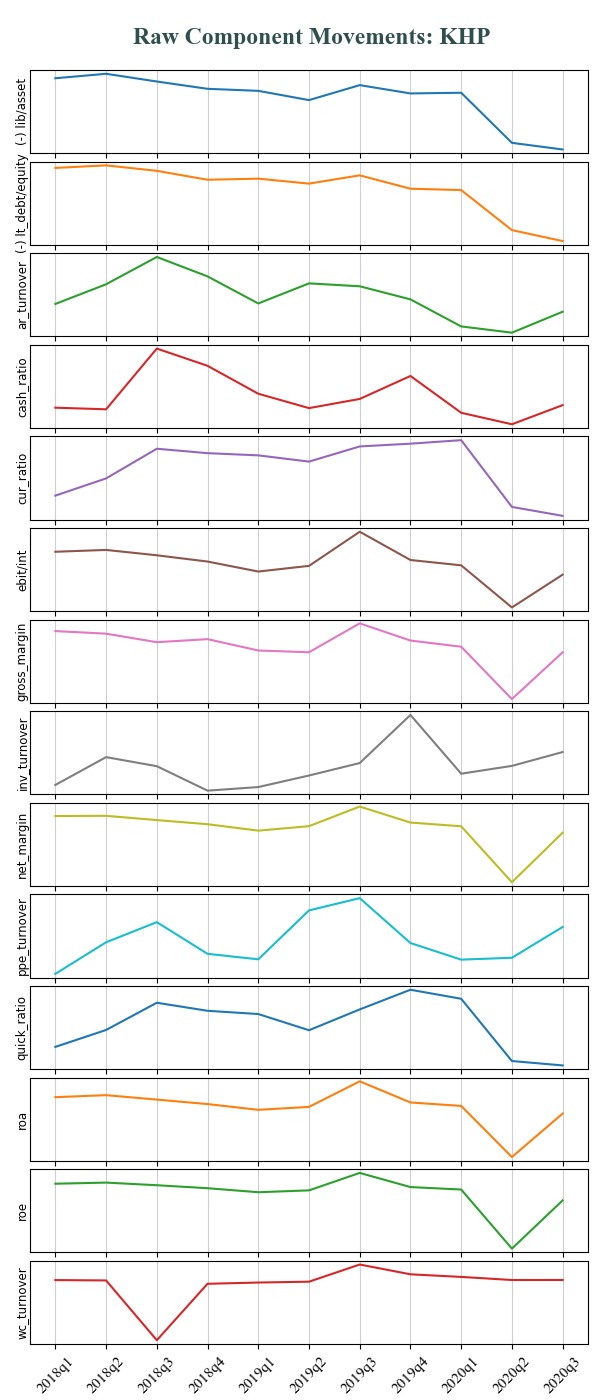 Raw Component Movements: KHP
(-) lib/asset
(-) lt_debt/equity
ar_turnover
cash_ratio
cur_ratio
ebit/int
gross_margin
inv_turnover
net_margin
ppe_turnover
quick_ratio
roa
roe
wc_turnover
2018q1 2018q2 2018q3 2018q4 2019q1 2019q2 2019q3 2019q4 2020q1 2020q2 2020q3